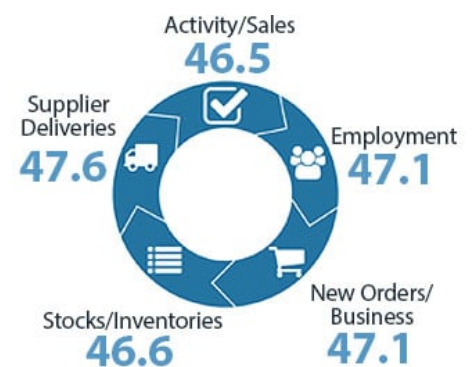 Activity/Sales
46.5
Employment
47.1
New Orders/
Business
47.1
Stocks/Inventories
46.6
Supplier
Deliveries
47.6